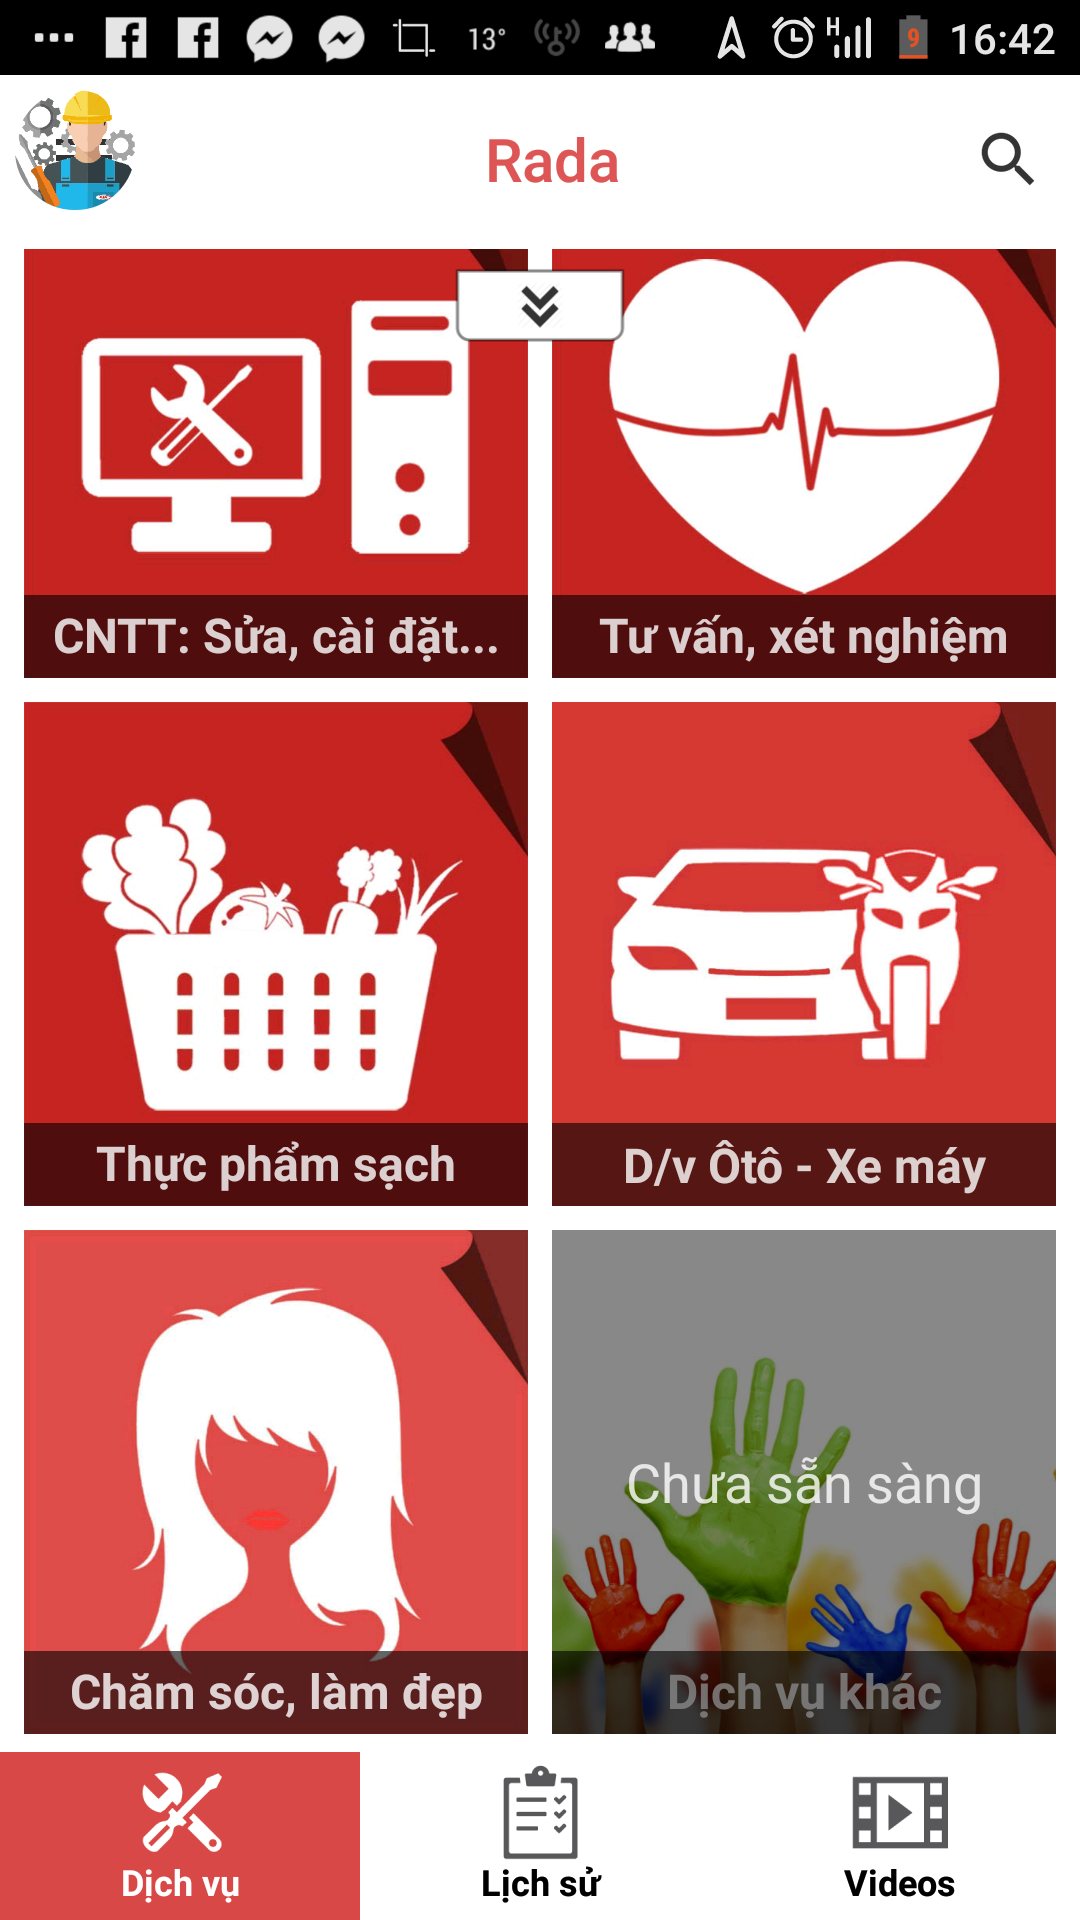 13° 9 16:42
Rada
CNTT: Sửa, cài đặt...
Tư vấn, xét nghiệm
Thực phẩm sạch
D/v Ôtô - Xe máy
Chưa sẵn sàng
Chăm sóc, làm đẹp
Dịch vụ khác
Dịch vụ
Lịch sử
Videos